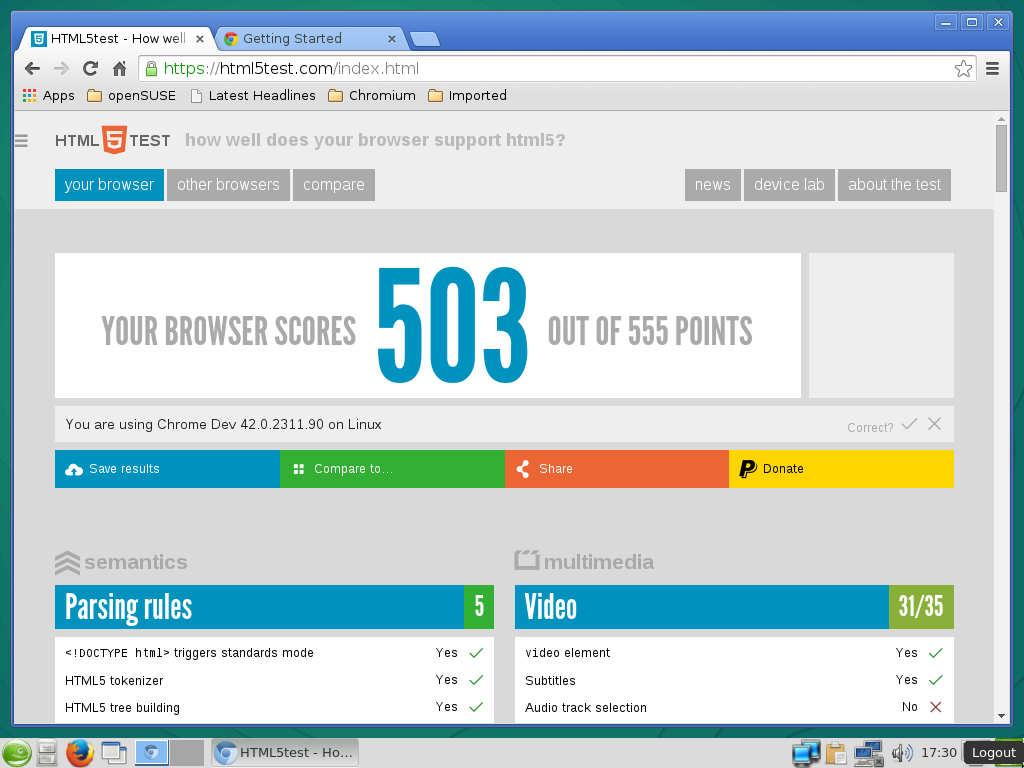 HTML5test - How well
Getting Started
https://html5test.com/index.html
Apps openSUSE Latest Headlines Chromium Imported
HTML 5 TEST how well does your browser support html5?
your browser other browsers compare news device lab about the test
YOUR BROWSER SCORES 503 OUT OF 555 POINTS
You are using Chrome Dev 42.0.2311.90 on Linux Correct?
Save results Compare to... Share Donate
semantics
Parsing rules 5
<!DOCTYPE html> triggers standards mode Yes
HTML5 tokenizer Yes
HTML5 tree building Yes
multimedia
Video 31/35
video element Yes
Subtitles Yes
Audio track selection No
HTML5test - Ho...
17:30
Logout